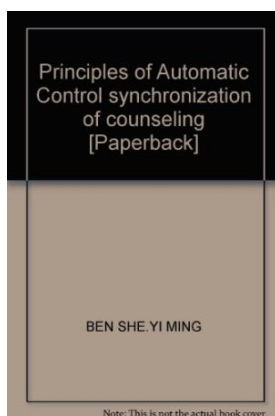 Principles of Automatic
Control synchronization
of counseling
[Paperback]
BEN SHE.YI MING
Note: This is not the actual book cover